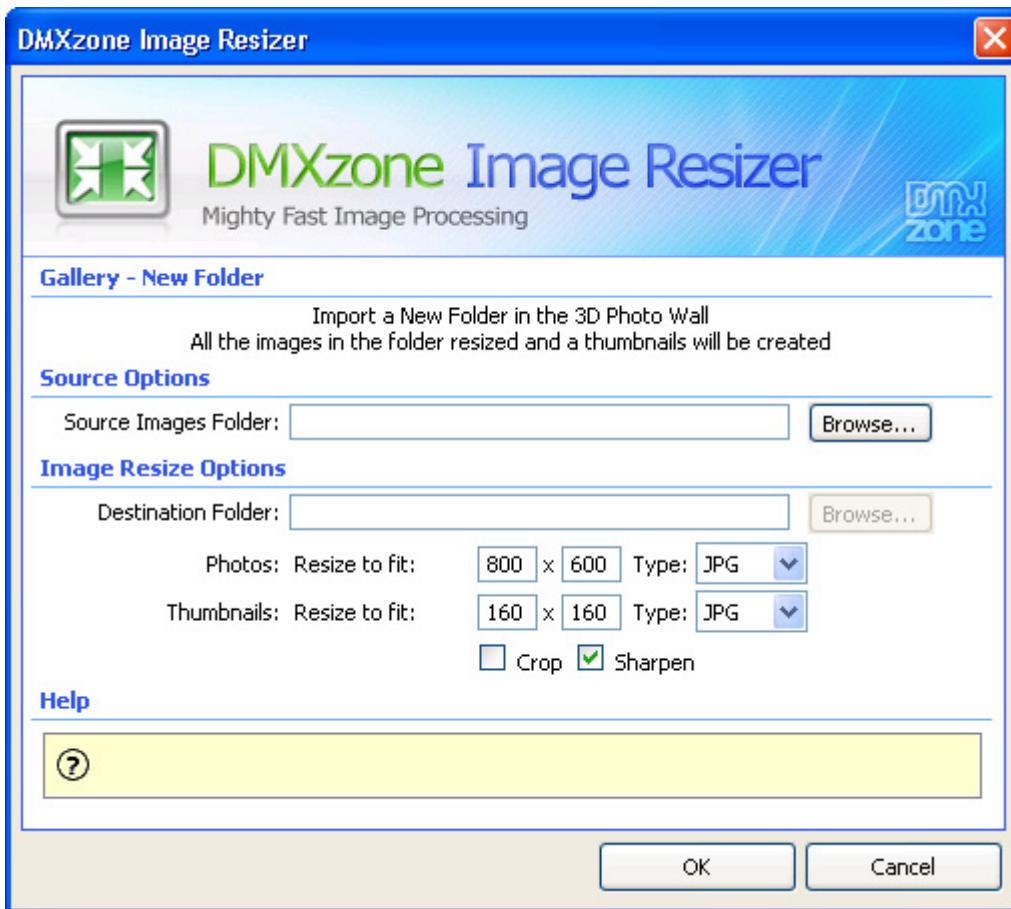 DMXzone Image Resizer
DMXzone Image Resizer
Mighty Fast Image Processing
DMX
zone
Gallery - New Folder
Import a New Folder in the 3D Photo Wall
All the images in the folder resized and a thumbnails will be created
Source Options
Source Images Folder: Browse...
Image Resize Options
Destination Folder: Browse...
Photos: Resize to fit: 800 x 600 Type: JPG
Thumbnails: Resize to fit: 160 x 160 Type: JPG
Crop Sharpen
Help
?
OK Cancel